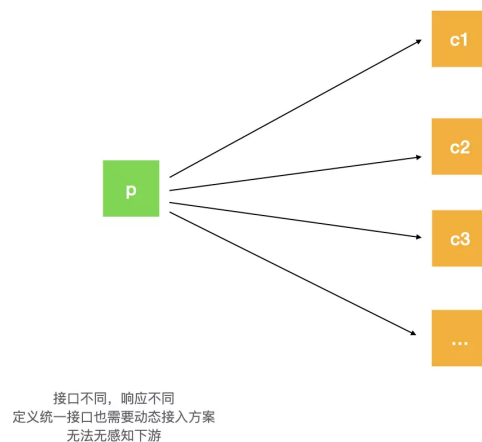 c1
c2
p
c3
...
接口不同，响应不同
定义统一接口也需要动态接入方案
无法无感知下游